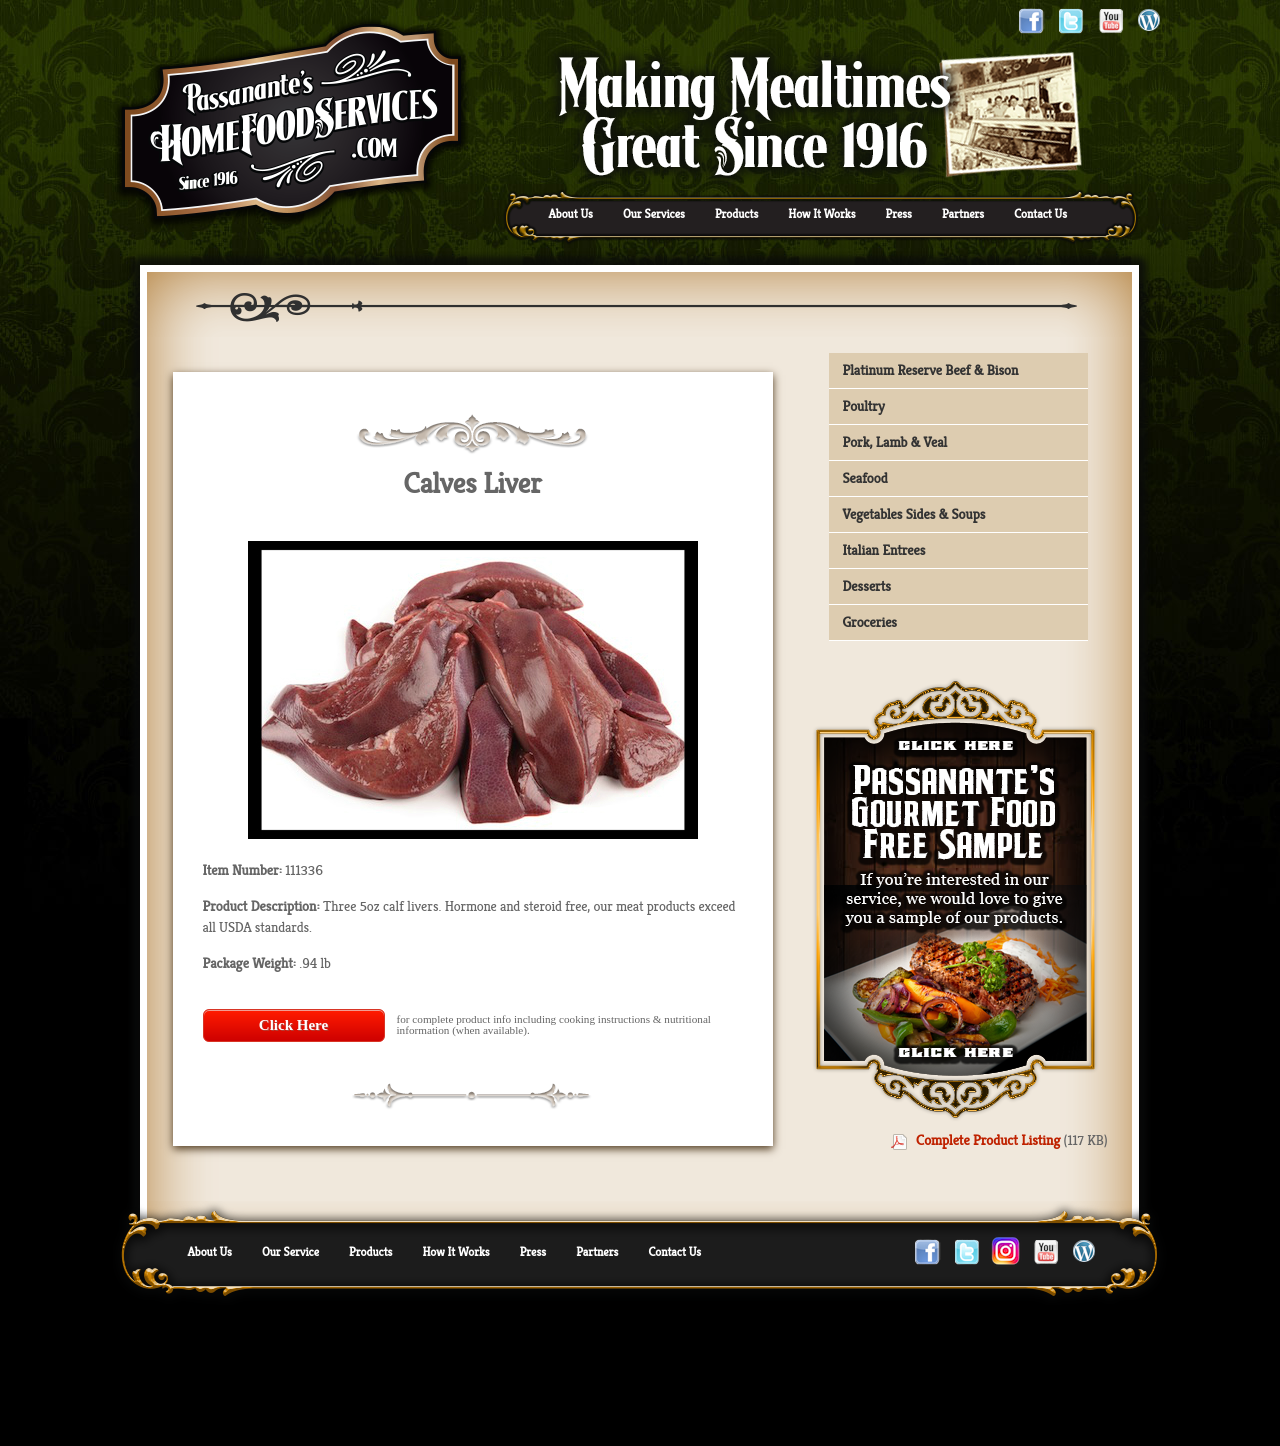 Passanante's
HomeFoodServices
.com
Since 1916
You
Tube
Making Mealtimes
Great Since 1916
About Us
Our Services
Products
How It Works
Press
Partners
Contact Us
Calves Liver
Item Number: 111336
Product Description: Three 5oz calf livers. Hormone and steroid free, our meat products exceed
all USDA standards.
Package Weight: .94 lb
Click Here
for complete product info including cooking instructions & nutritional
information (when available).
Platinum Reserve Beef & Bison
Poultry
Pork, Lamb & Veal
Seafood
Vegetables Sides & Soups
Italian Entrees
Desserts
Groceries
CLICK HERE
Passanante's
Gourmet Food
Free Sample
If you're interested in our
service, we would love to give
you a sample of our products.
CLICK HERE
Complete Product Listing (117 KB)
About Us
Our Service
Products
How It Works
Press
Partners
Contact Us
You
Tube